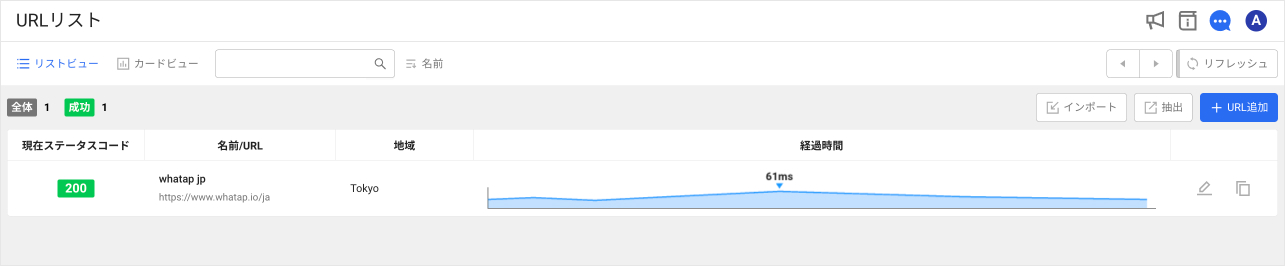 URLリスト
A
リストビュー カードビュー 名前 リフレッシュ
全体 1 成功 1 インポート 抽出 URL追加
現在ステータスコード 名前/URL 地域 経過時間
200 whatap jp Tokyo 61ms
https://www.whatap.io/ja